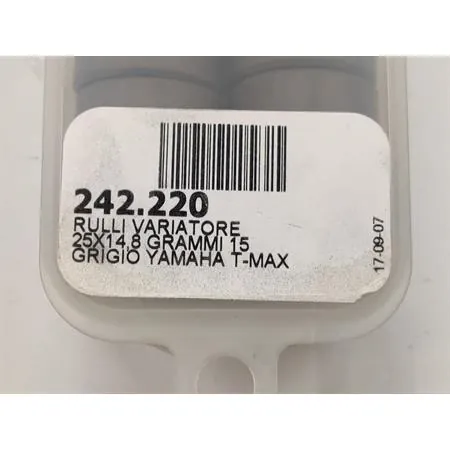 242.220
RULLI VARIATORE
25X14,8 GRAMMI 15
GRIGIO YAMAHA T-MAX
17-09-07